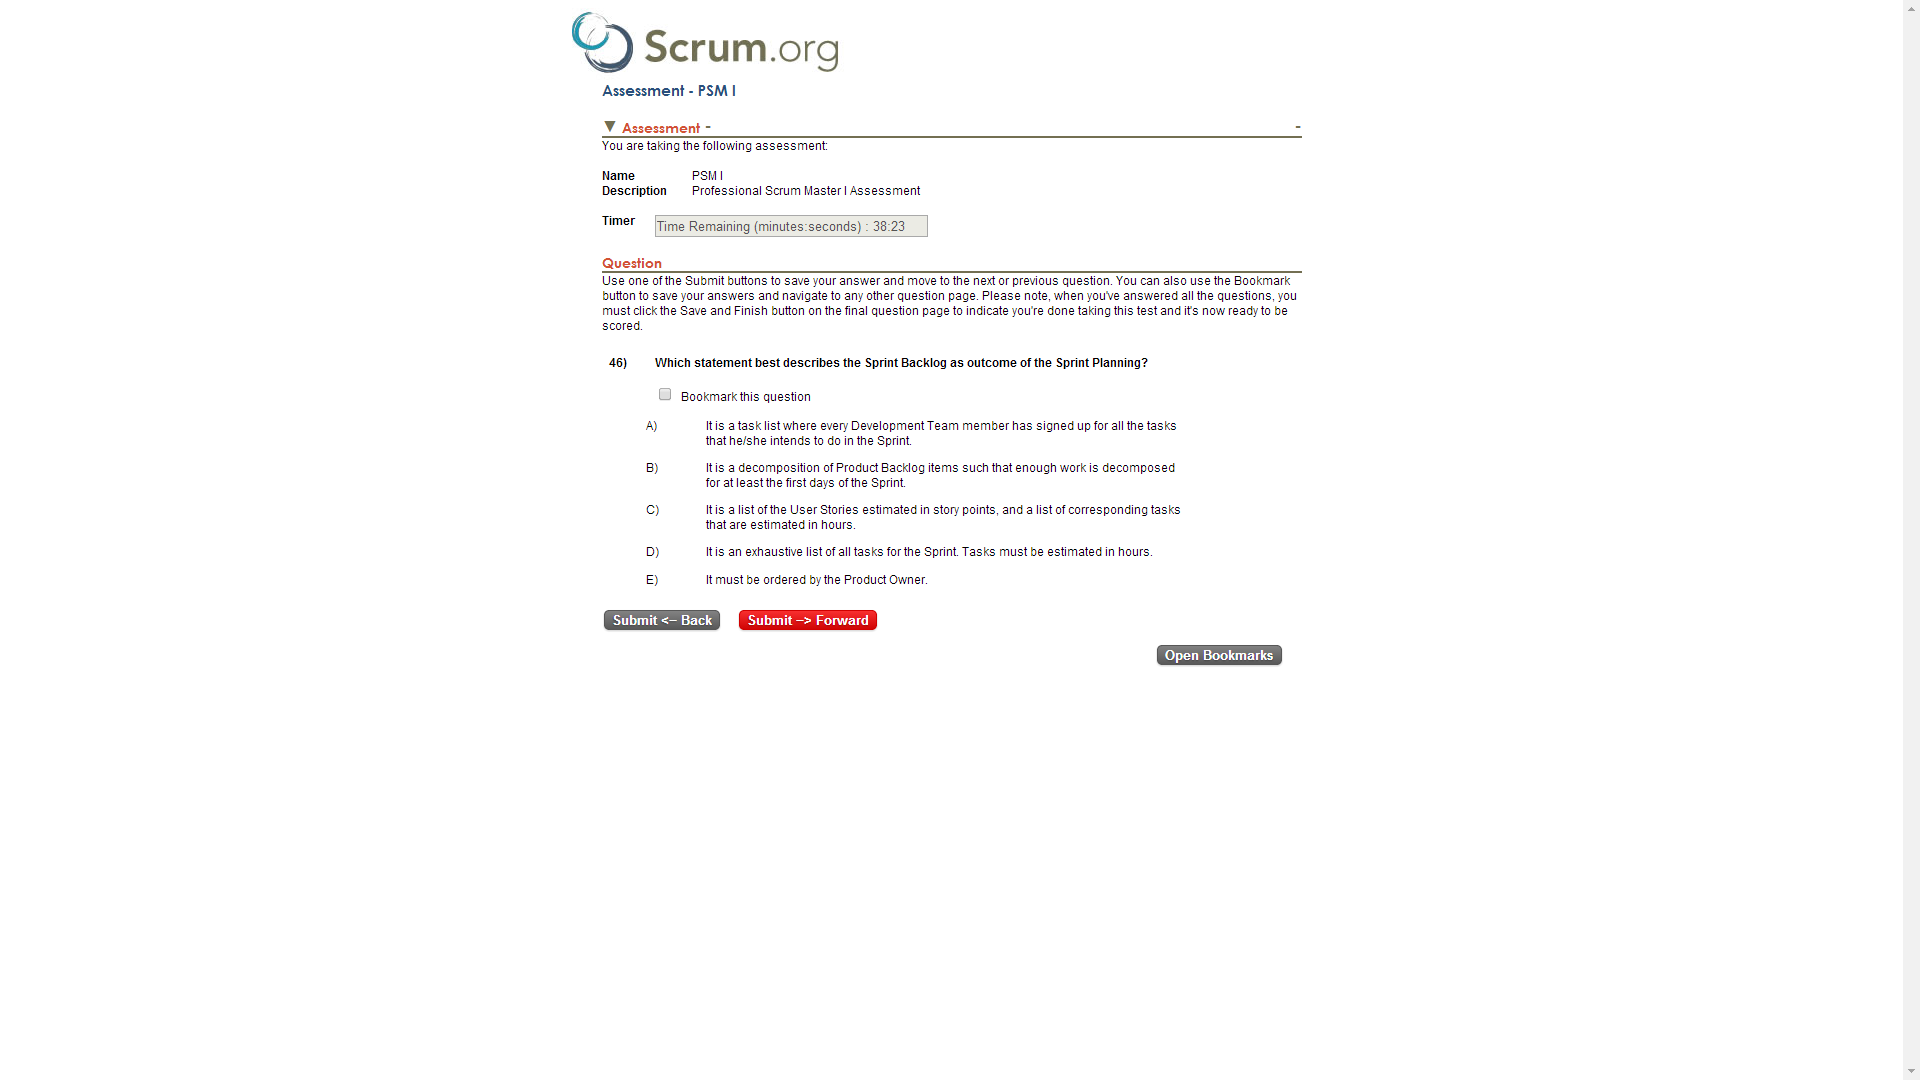 Scrum.org
Assessment - PSM I
▼ Assessment - -
You are taking the following assessment:
Name PSM I
Description Professional Scrum Master I Assessment
Timer Time Remaining (minutes:seconds) : 38:23
Question
Use one of the Submit buttons to save your answer and move to the next or previous question. You can also use the Bookmark
button to save your answers and navigate to any other question page. Please note, when you've answered all the questions, you
must click the Save and Finish button on the final question page to indicate you're done taking this test and it's now ready to be
scored.
46) Which statement best describes the Sprint Backlog as outcome of the Sprint Planning?
Bookmark this question
A) It is a task list where every Development Team member has signed up for all the tasks
that he/she intends to do in the Sprint.
B) It is a decomposition of Product Backlog items such that enough work is decomposed
for at least the first days of the Sprint.
C) It is a list of the User Stories estimated in story points, and a list of corresponding tasks
that are estimated in hours.
D) It is an exhaustive list of all tasks for the Sprint. Tasks must be estimated in hours.
E) It must be ordered by the Product Owner.
Submit <-- Back Submit --> Forward
Open Bookmarks